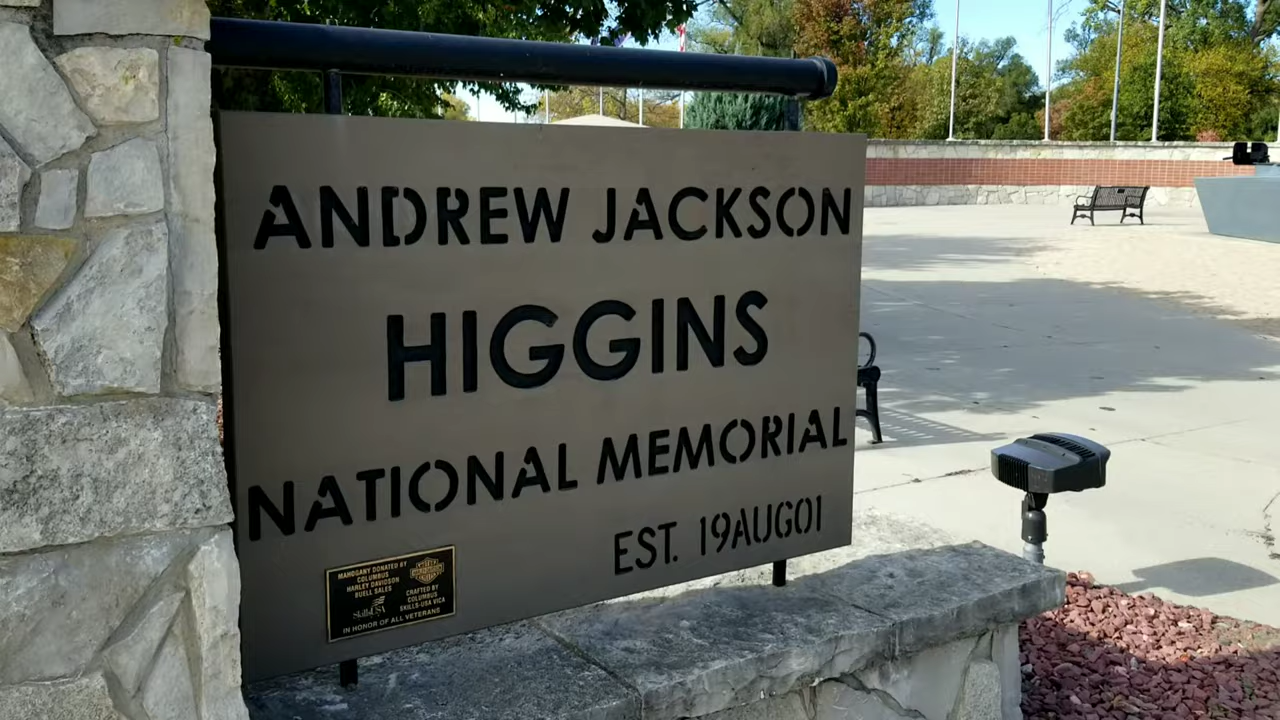 ANDREW JACKSON
HIGGINS
NATIONAL MEMORIAL
EST. 19AUG01
MAHOGANY DONATED BY
COLUMBUS
HARLEY DAVIDSON
BUELL SALES
SkillsUSA
CRAFTED BY
COLUMBUS
SKILLS-USA VICA
IN HONOR OF ALL VETERANS